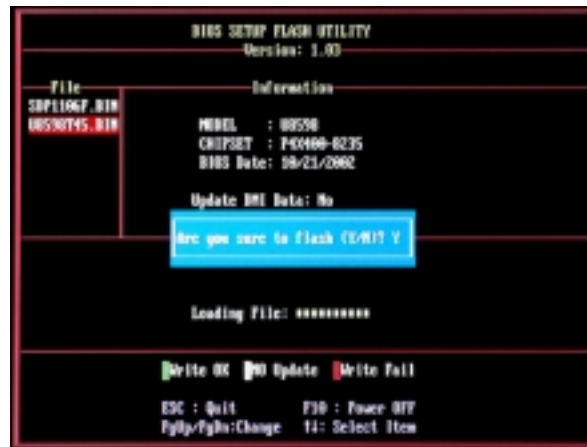 BIOS SETUP FLASH UTILITY
Version: 1.03
File
Information
SDP1106F.BIN
U8598T45.BIN
MODEL : U8598
CHIPSET : P4X400-8235
BIOS Date: 10/21/2002
Update DMI Data: No
Are you sure to flash (Y/N)? Y
Loading File: **********
Write OK
NO Update
Write Fail
ESC : Quit
F10 : Power OFF
PgUp/PgDn:Change
↑↓: Select Item